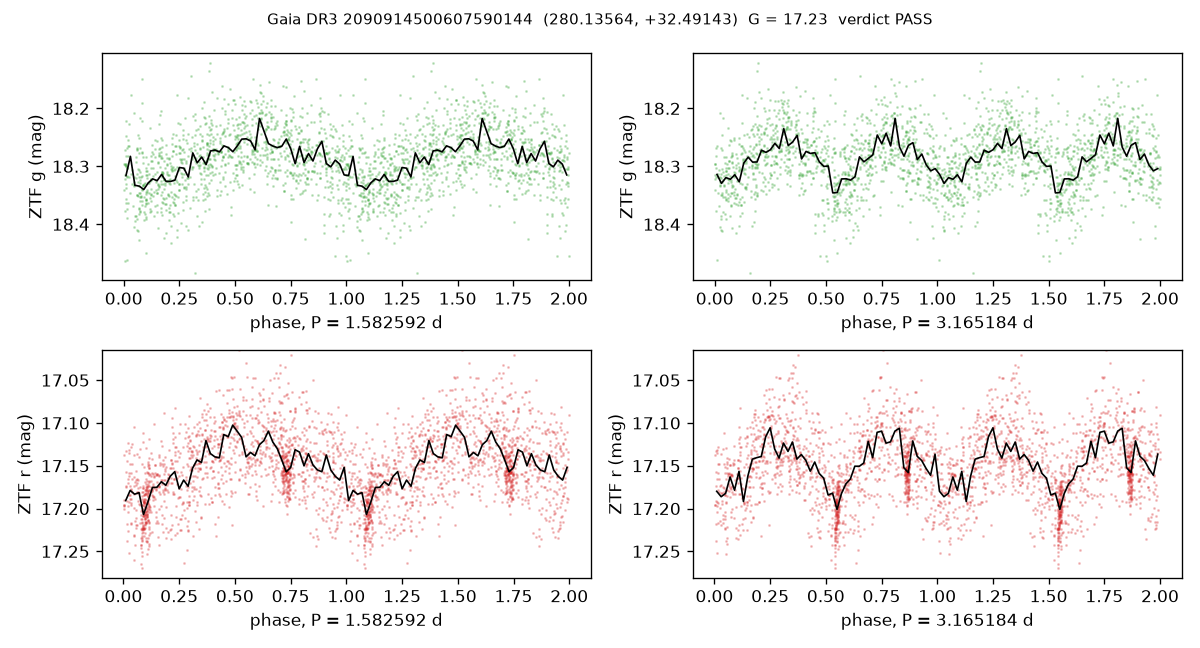 Gaia DR3 2090914500607590144 (280.13564, +32.49143) G = 17.23 verdict PASS
ZTF g (mag)
18.2
18.3
18.4
0.00 0.25 0.50 0.75 1.00 1.25 1.50 1.75 2.00
phase, P = 1.582592 d
ZTF g (mag)
18.2
18.3
18.4
0.00 0.25 0.50 0.75 1.00 1.25 1.50 1.75 2.00
phase, P = 3.165184 d
ZTF r (mag)
17.05
17.10
17.15
17.20
17.25
0.00 0.25 0.50 0.75 1.00 1.25 1.50 1.75 2.00
phase, P = 1.582592 d
ZTF r (mag)
17.05
17.10
17.15
17.20
17.25
0.00 0.25 0.50 0.75 1.00 1.25 1.50 1.75 2.00
phase, P = 3.165184 d